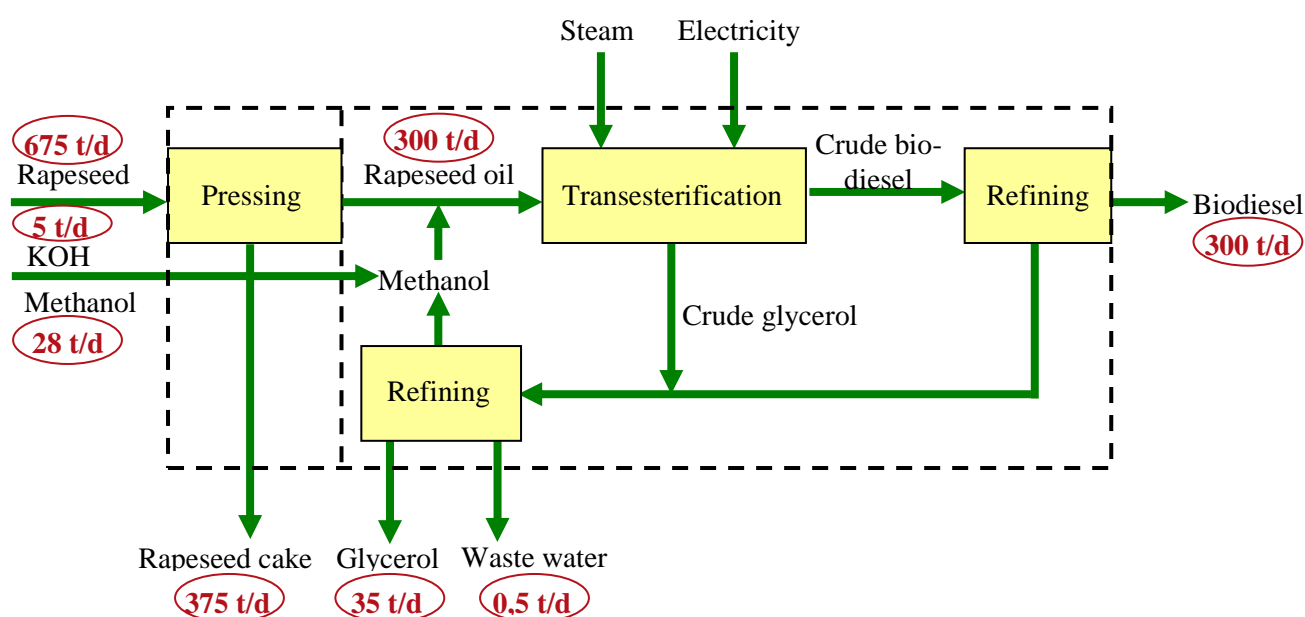 Steam
Electricity
675 t/d
Rapeseed
5 t/d
KOH
Methanol
28 t/d
Pressing
300 t/d
Rapeseed oil
Methanol
Transesterification
Crude bio-
diesel
Refining
Biodiesel
300 t/d
Crude glycerol
Refining
Rapeseed cake
375 t/d
Glycerol
35 t/d
Waste water
0,5 t/d